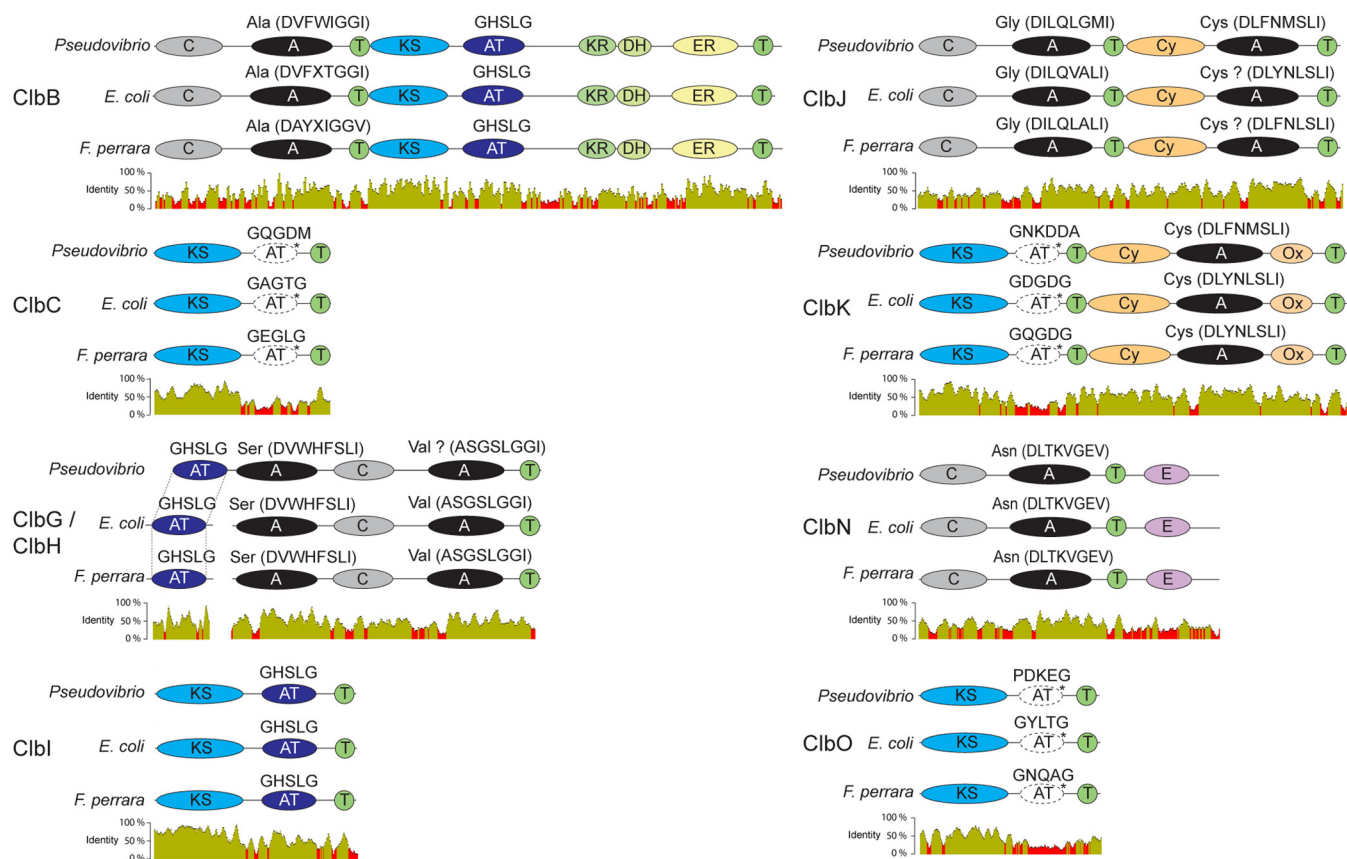 Ala (DVFWIGGI) GHSLG
Pseudovibrio C A T KS AT KR DH ER T
Ala (DVFXTGGI) GHSLG
ClbB E. coli C A T KS AT KR DH ER T
Ala (DAYXIGGV) GHSLG
F. perrara C A T KS AT KR DH ER T
100 %
Identity 50 %
0 %
GQGDM
Pseudovibrio KS AT * T
GAGTG
ClbC E. coli KS AT * T
GEGLG
F. perrara KS AT * T
100 %
Identity 50 %
0 %
GHSLG Ser (DVWHFSLI) Val ? (ASGSLGGI)
Pseudovibrio AT A C A T
GHSLG Ser (DVWHFSLI) Val (ASGSLGGI)
ClbG / ClbH E. coli AT A C A T
GHSLG Ser (DVWHFSLI) Val (ASGSLGGI)
F. perrara AT A C A T
100 %
Identity 50 %
0 %
GHSLG
Pseudovibrio KS AT T
GHSLG
ClbI E. coli KS AT T
GHSLG
F. perrara KS AT T
100 %
Identity 50 %
0 %
Gly (DILQLGMI) Cys (DLFNMSLI)
Pseudovibrio C A T Cy A T
Gly (DILQVALI) Cys ? (DLYNLSLI)
ClbJ E. coli C A T Cy A T
Gly (DILQLALI) Cys ? (DLFNLSLI)
F. perrara C A T Cy A T
100 %
Identity 50 %
0 %
GNKDDA Cys (DLFNMSLI)
Pseudovibrio KS AT * T Cy A Ox T
GDGDG Cys (DLYNLSLI)
ClbK E. coli KS AT * T Cy A Ox T
GQGDG Cys (DLYNLSLI)
F. perrara KS AT * T Cy A Ox T
100 %
Identity 50 %
0 %
Asn (DLTKVGEV)
Pseudovibrio C A T E
Asn (DLTKVGEV)
ClbN E. coli C A T E
Asn (DLTKVGEV)
F. perrara C A T E
100 %
Identity 50 %
0 %
PDKEG
Pseudovibrio KS AT * T
GYLTG
ClbO E. coli KS AT * T
GNQAG
F. perrara KS AT * T
100 %
Identity 50 %
0 %